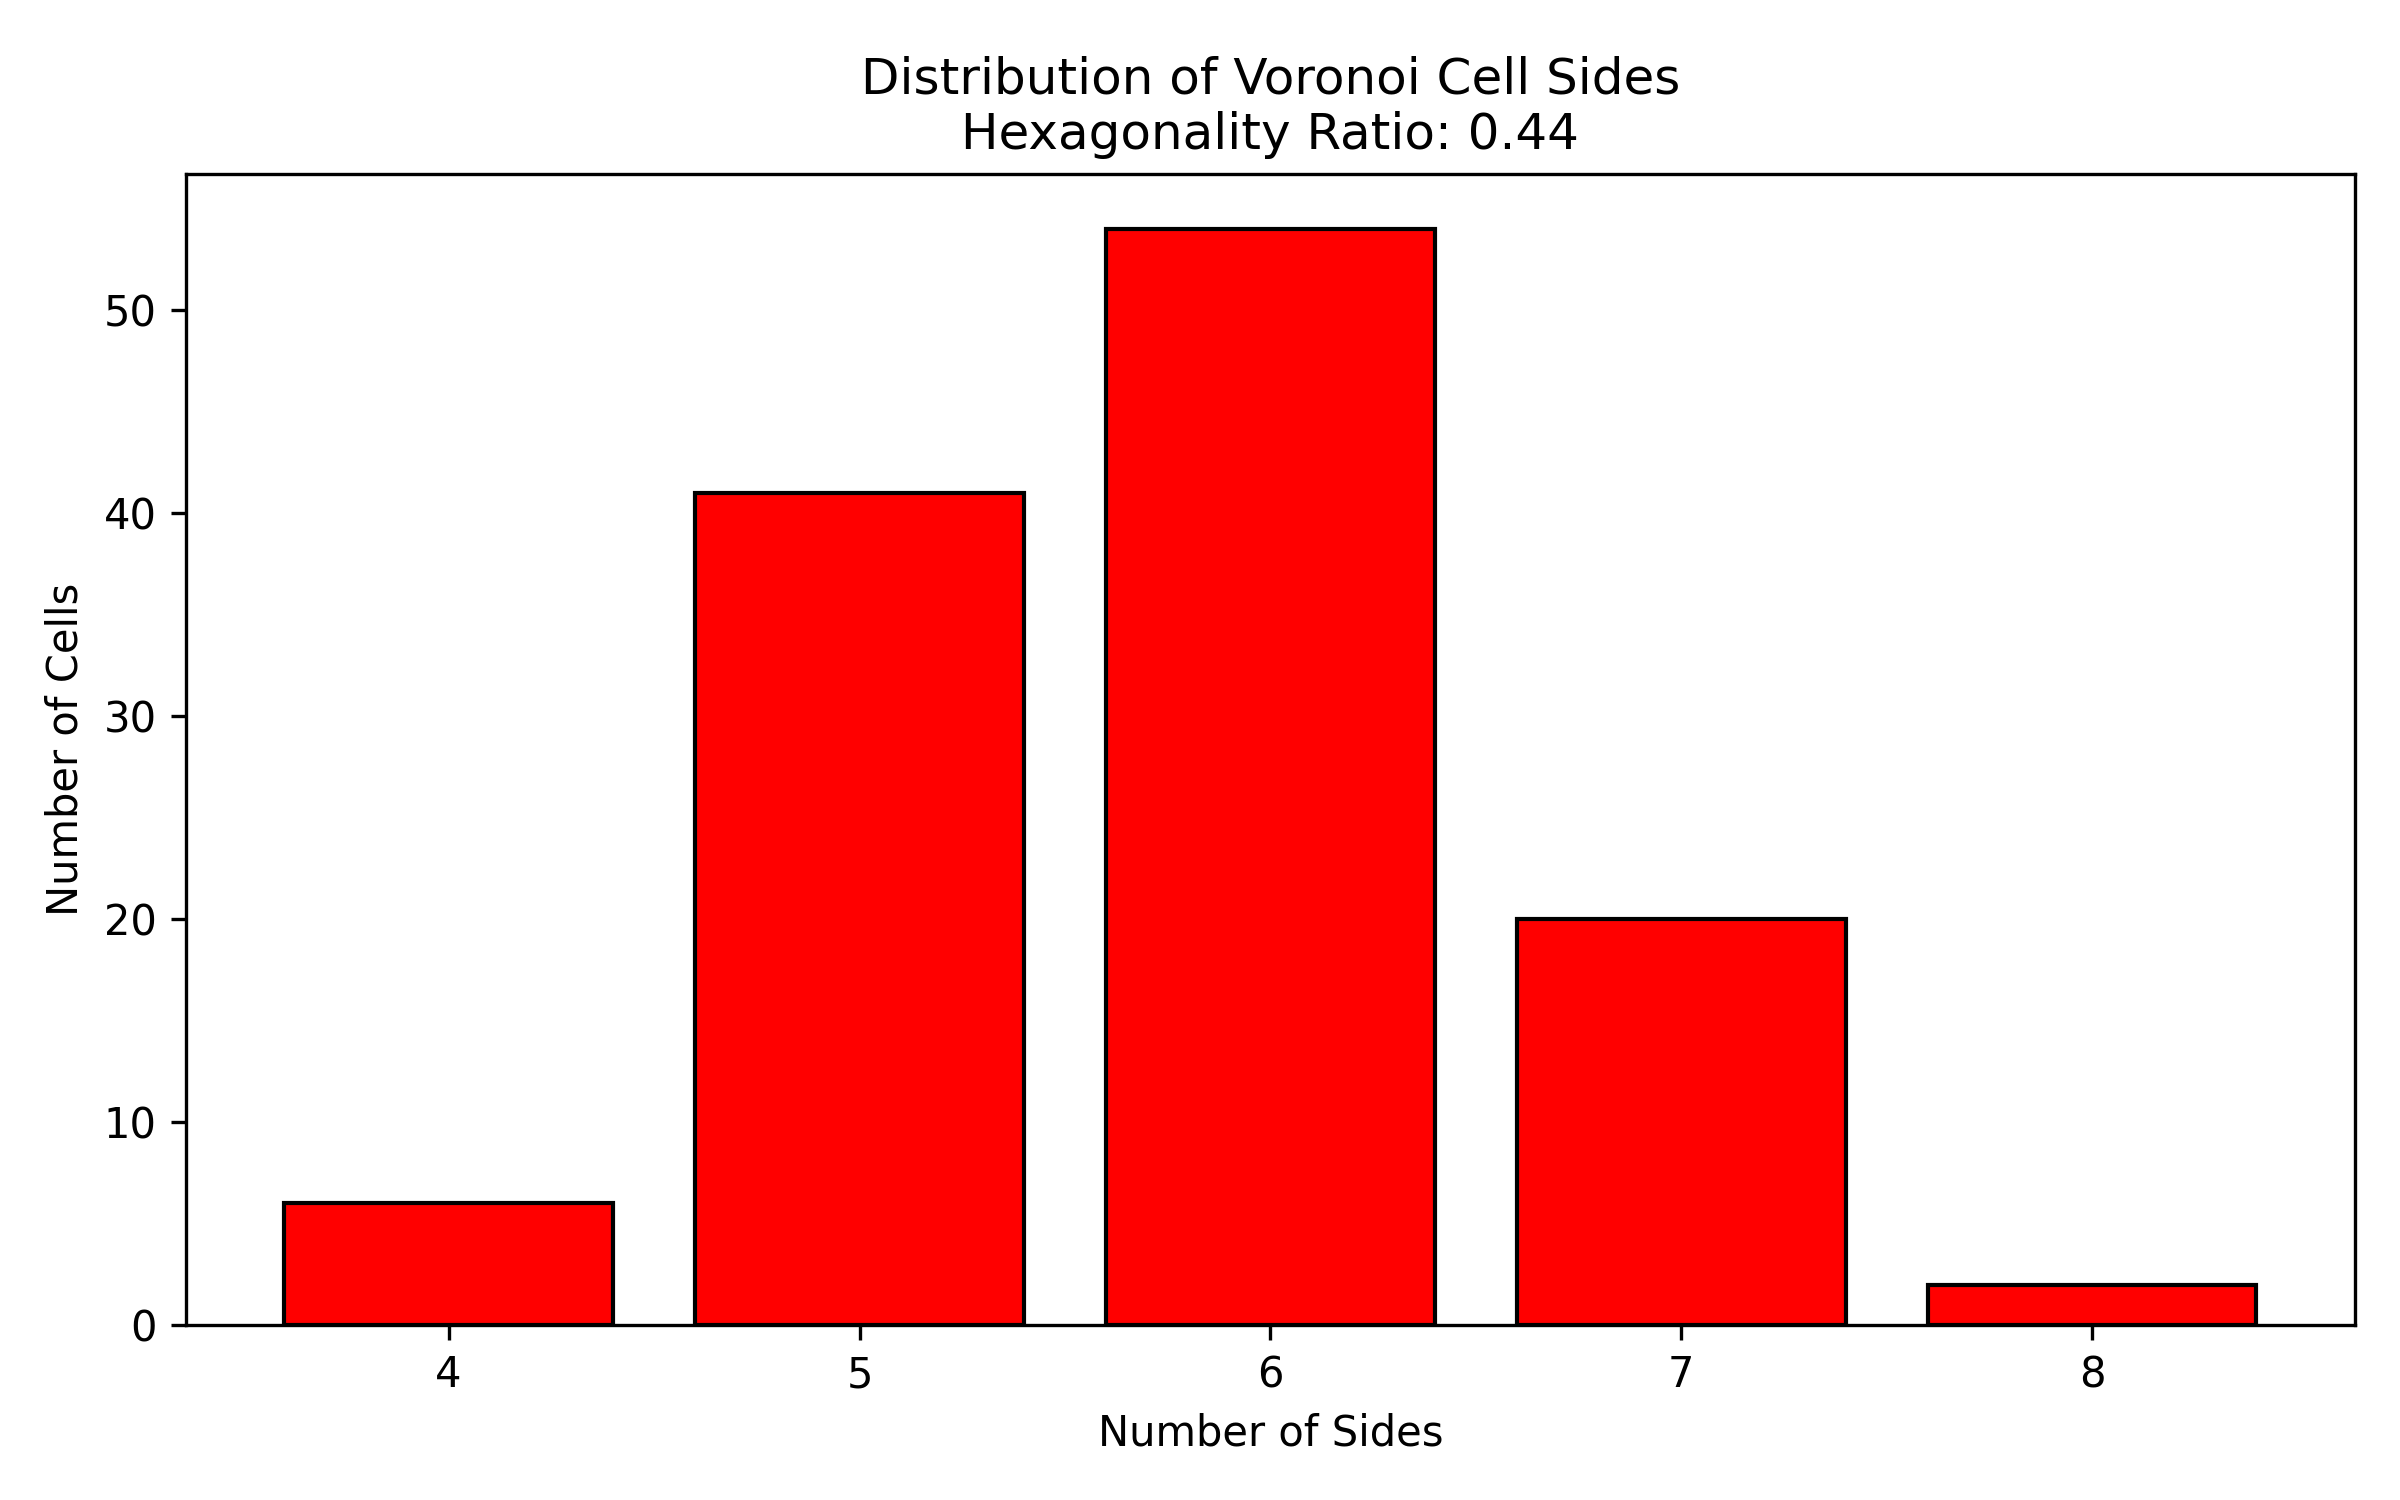 Distribution of Voronoi Cell Sides
Hexagonality Ratio: 0.44
Number of Cells
50
40
30
20
10
0
4 5 6 7 8
Number of Sides